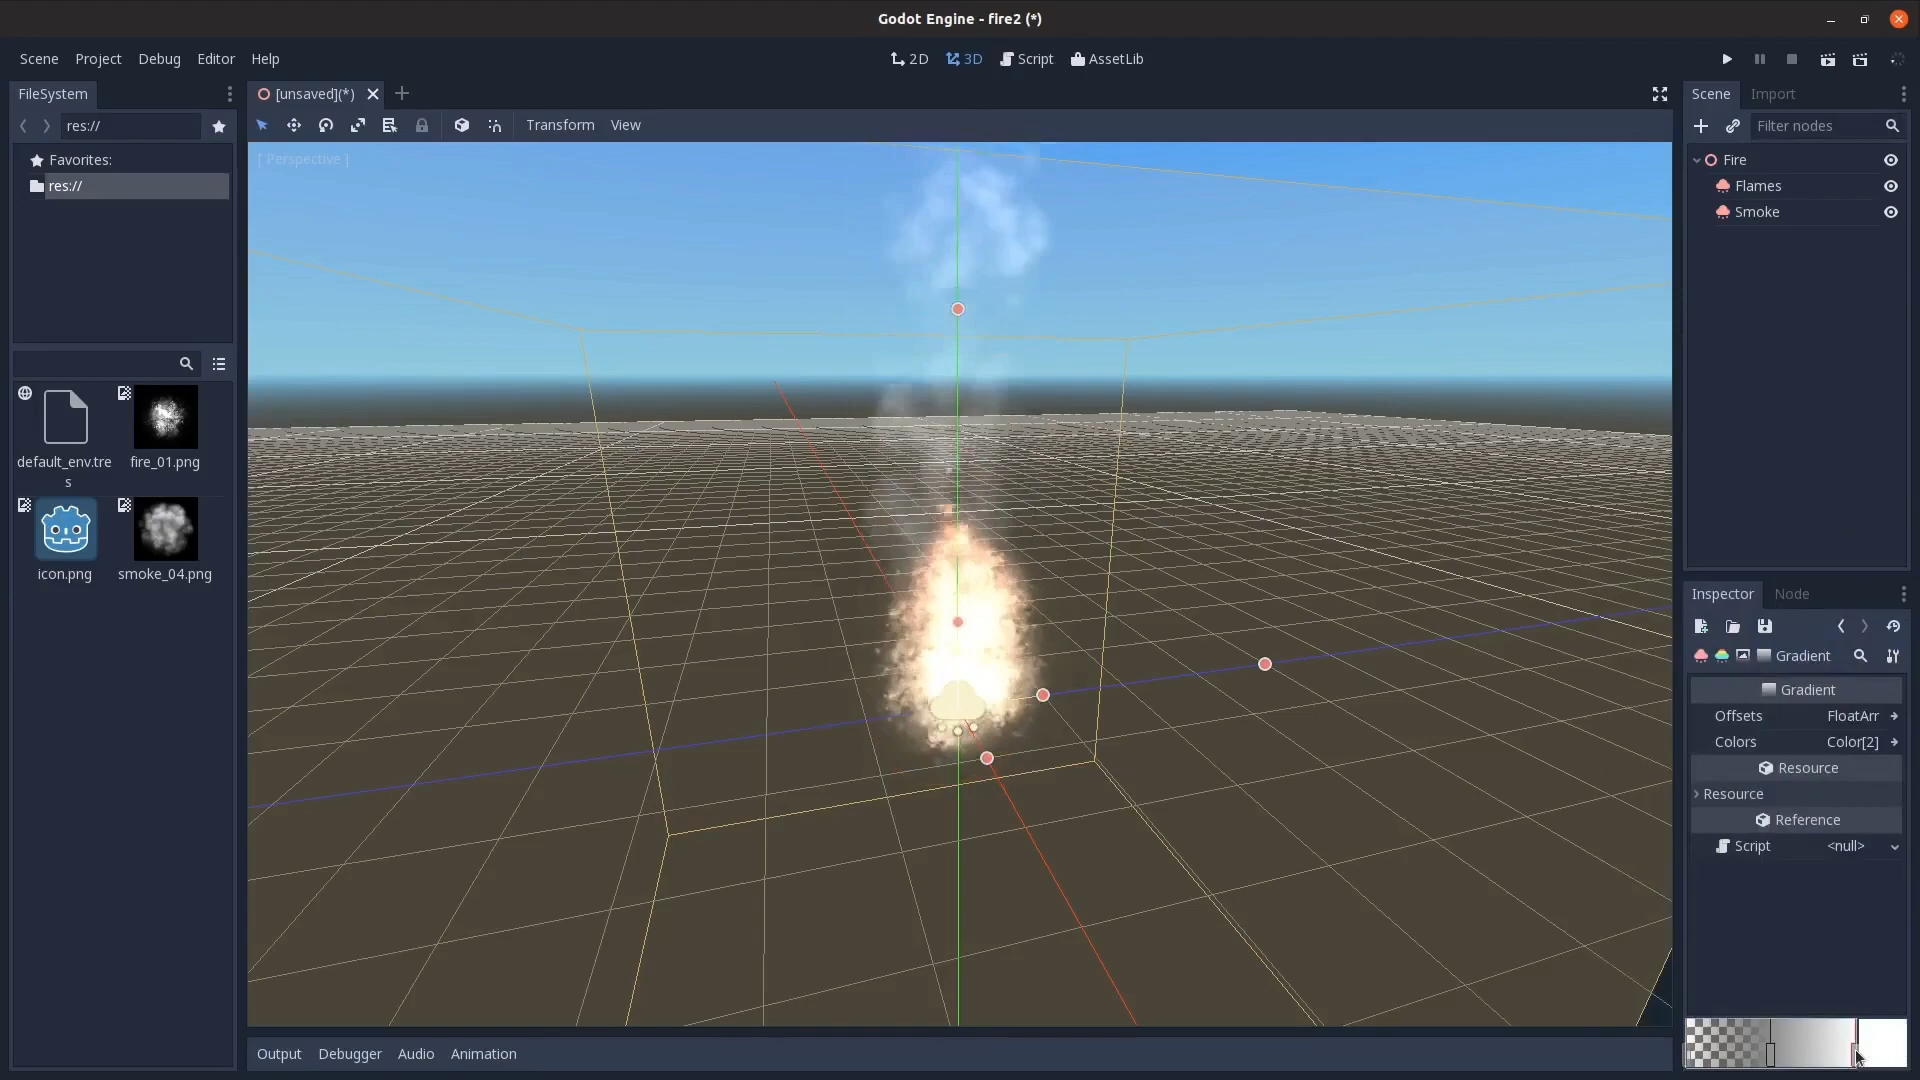 Godot Engine - fire2 (*)
Scene Project Debug Editor Help
2D 3D Script AssetLib
FileSystem
[unsaved](*)
Scene Import
res://
Transform View
Filter nodes
Favorites:
res://
[ Perspective ]
Fire
Flames
Smoke
default_env.tre
s
fire_01.png
icon.png
smoke_04.png
Inspector Node
Gradient
Gradient
Offsets FloatArr
Colors Color[2]
Resource
Resource
Reference
Script <null>
Output Debugger Audio Animation